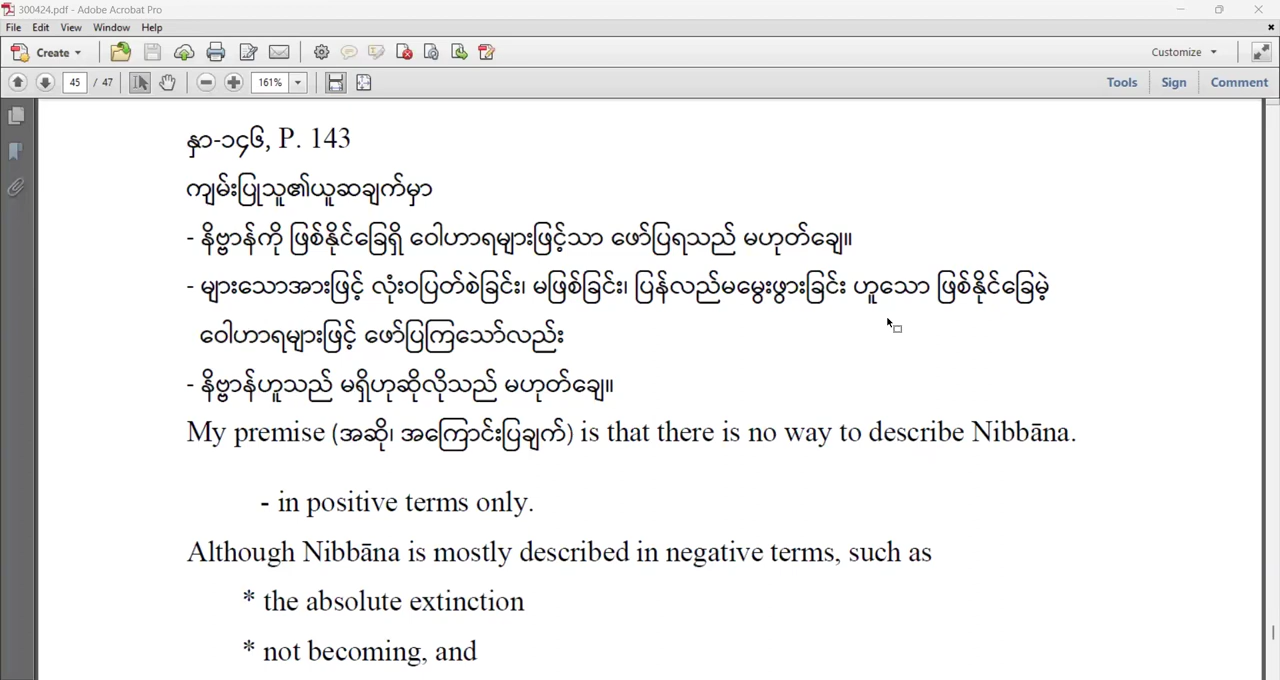 300424.pdf - Adobe Acrobat Pro
File Edit View Window Help
Create Customize
45 / 47 161% Tools Sign Comment
နှာ-၁၄၆, P. 143
ကျမ်းပြုသူ၏ယူဆချက်မှာ
- နိဗ္ဗာန်ကို ဖြစ်နိုင်ခြေရှိ ဝေါဟာရများဖြင့်သာ ဖော်ပြရသည် မဟုတ်ချေ။
- များသောအားဖြင့် လုံးဝပြတ်စဲခြင်း၊ မဖြစ်ခြင်း၊ ပြန်လည်မမွေးဖွားခြင်း ဟူသော ဖြစ်နိုင်ခြေမဲ့
ဝေါဟာရများဖြင့် ဖော်ပြကြသော်လည်း
- နိဗ္ဗာန်ဟူသည် မရှိဟုဆိုလိုသည် မဟုတ်ချေ။
My premise (အဆို၊ အကြောင်းပြချက်) is that there is no way to describe Nibbāna.
- in positive terms only.
Although Nibbāna is mostly described in negative terms, such as
* the absolute extinction
* not becoming, and